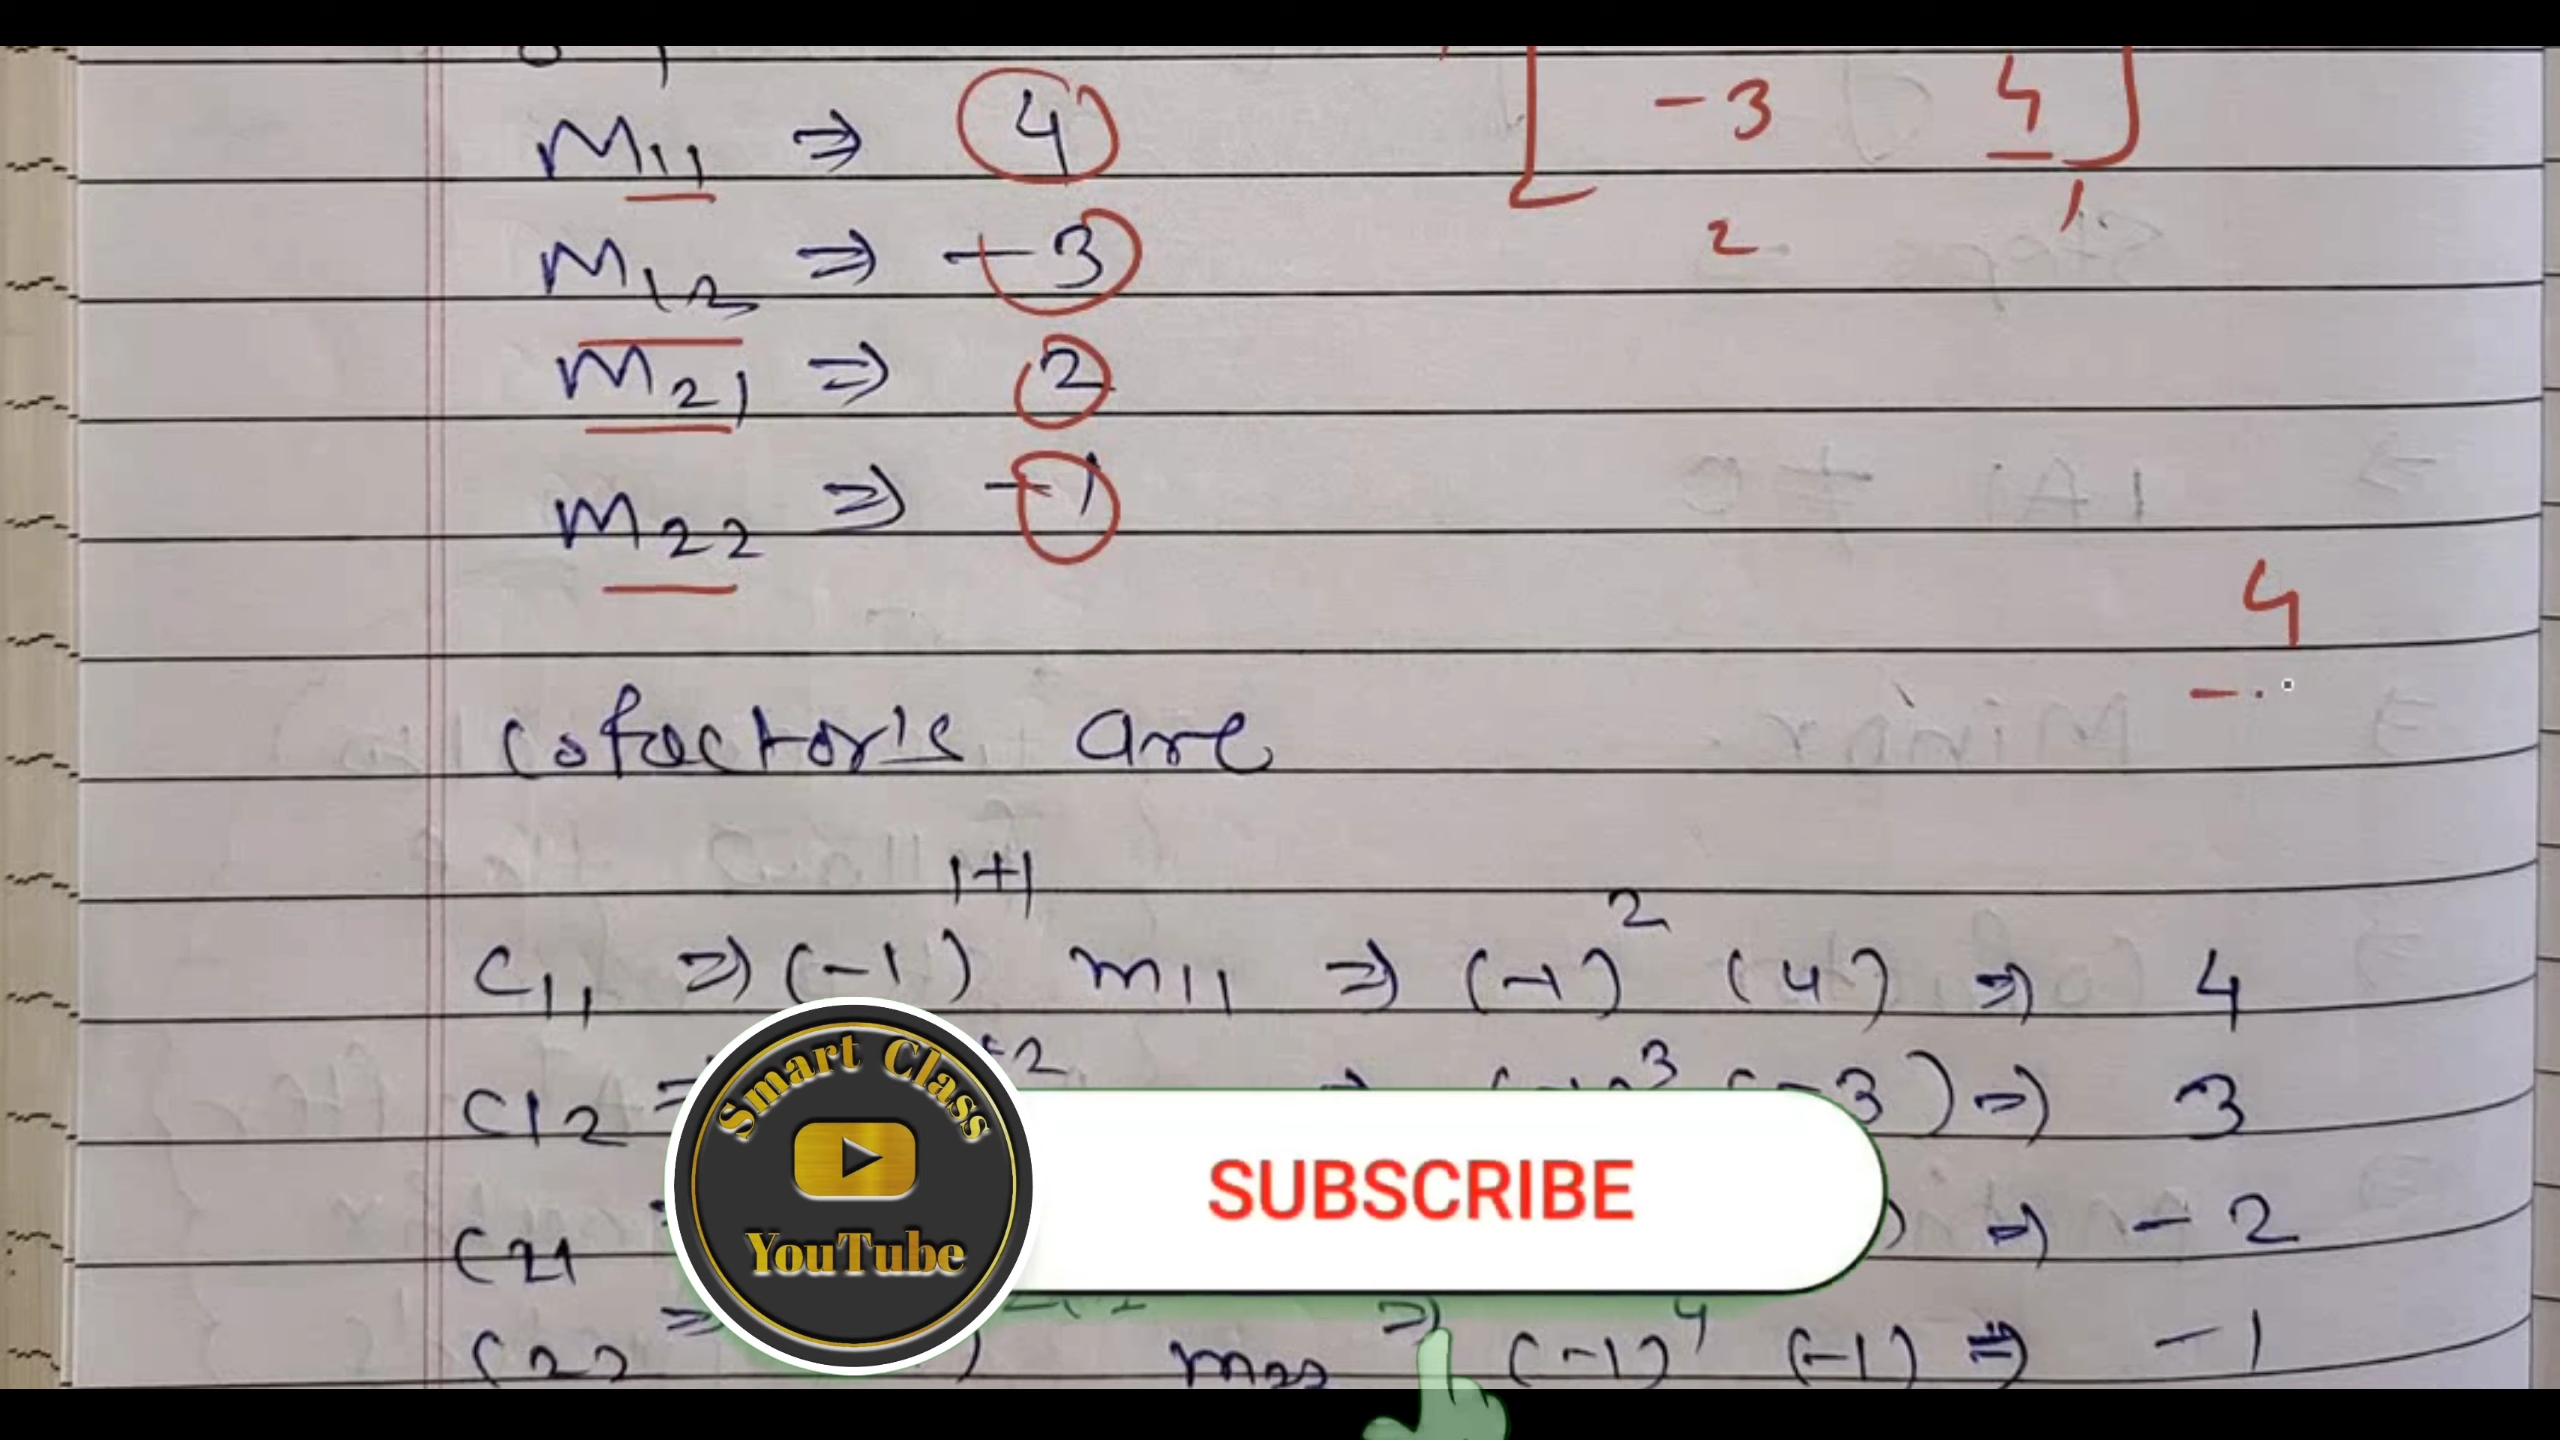 M11 ⇒ 4
-3 4
2 1
M12 ⇒ -3
M21 ⇒ 2
M22 ⇒ -1
4
-
cofactor's are
C11 ⇒ (-1)^1+1 M11 ⇒ (-1)^2 (4) ⇒ 4
C12 3 -3) ⇒ 3
C21 ) ⇒ -2
C22 ⇒ ) M22 ⇒ (-1)^4 (-1) ⇒ -1
Smart Class
YouTube
SUBSCRIBE